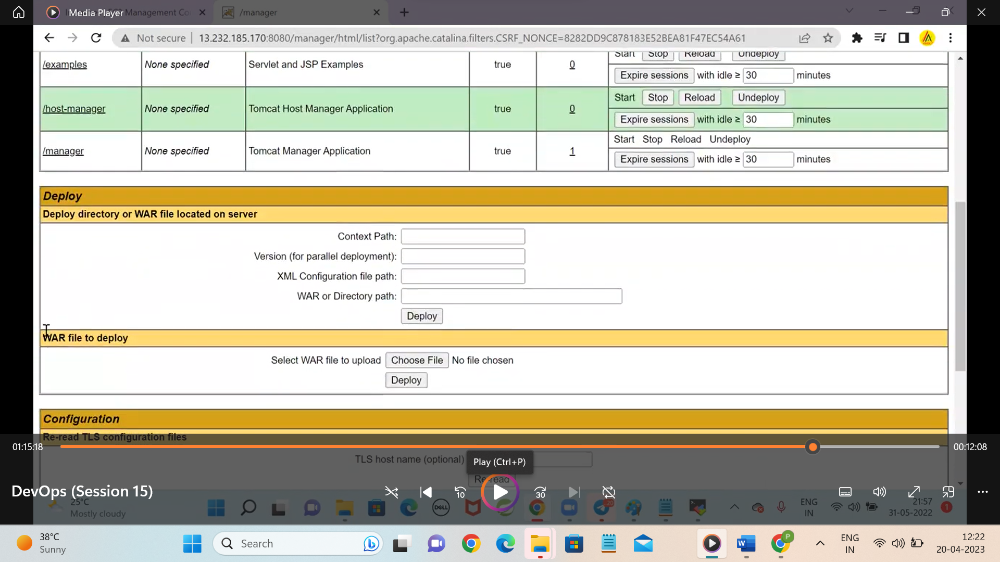 Media Player
Management Co
/manager
Not secure
13.232.185.170:8080/manager/html/list?org.apache.catalina.filters.CSRF_NONCE=8282DD9C878183E52BEA81F47EC54A61
Start Stop Reload Undeploy
/examples None specified Servlet and JSP Examples true 0
Expire sessions with idle ≥ 30 minutes
Start Stop Reload Undeploy
/host-manager None specified Tomcat Host Manager Application true 0
Expire sessions with idle ≥ 30 minutes
Start Stop Reload Undeploy
/manager None specified Tomcat Manager Application true 1
Expire sessions with idle ≥ 30 minutes
Deploy
Deploy directory or WAR file located on server
Context Path:
Version (for parallel deployment):
XML Configuration file path:
WAR or Directory path:
Deploy
WAR file to deploy
Select WAR file to upload Choose File No file chosen
Deploy
Configuration
Re-read TLS configuration files
01:15:18
00:12:08
TLS host name (optional)
Play (Ctrl+P)
Re-read
DevOps (Session 15)
10
30
25°C
Mostly cloudy
DELL
20
ENG
IN
21:57
31-05-2022
1
38°C
Sunny
Search
W
P
ENG
IN
12:22
20-04-2023